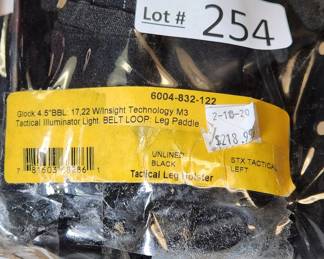 Lot # 254
6004-832-122
Glock 4.5"BBL. 17,22 W/Insight Technology M3
Tactical Illuminator Light. BELT LOOP: Leg Paddle
2-10-20
$218.99
UNLINED
BLACK
STX TACTICAL
LEFT
Tactical Leg Holster